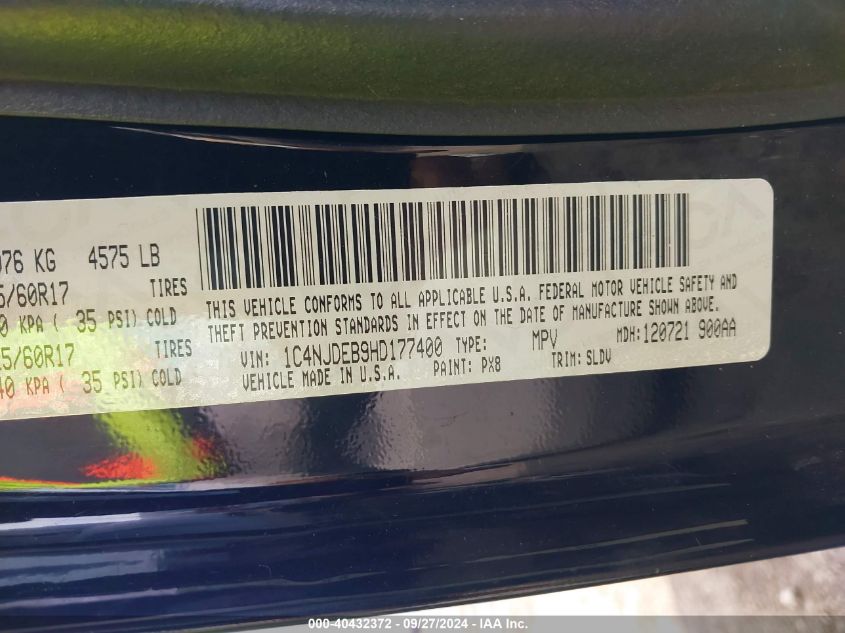 076 KG 4575 LB
5/60R17 TIRES
0 KPA ( 35 PSI) COLD
5/60R17 TIRES
40 KPA ( 35 PSI) COLD
THIS VEHICLE CONFORMS TO ALL APPLICABLE U.S.A. FEDERAL MOTOR VEHICLE SAFETY AND
THEFT PREVENTION STANDARDS IN EFFECT ON THE DATE OF MANUFACTURE SHOWN ABOVE.
VIN: 1C4NJDEB9HD177400 TYPE: MPV MDH:120721 900AA
VEHICLE MADE IN U.S.A. PAINT: PX8 TRIM: SLDV
000-40432372 - 09/27/2024 - IAA Inc.